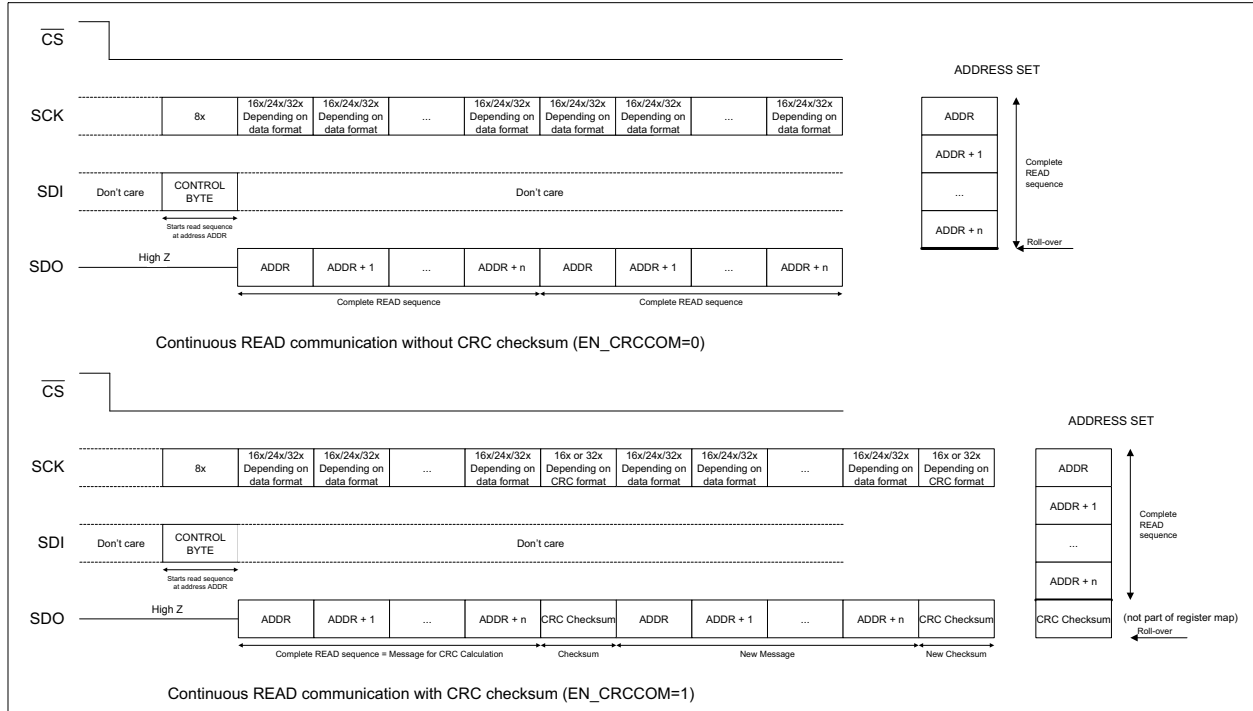 CS
ADDRESS SET
SCK
8x
16x/24x/32x
Depending on
data format
16x/24x/32x
Depending on
data format
...
16x/24x/32x
Depending on
data format
16x/24x/32x
Depending on
data format
16x/24x/32x
Depending on
data format
...
16x/24x/32x
Depending on
data format
ADDR
ADDR + 1
...
ADDR + n
Complete
READ
sequence
Roll-over
SDI
Don't care
CONTROL
BYTE
Don't care
Starts read sequence
at address ADDR
SDO
High Z
ADDR
ADDR + 1
...
ADDR + n
ADDR
ADDR + 1
...
ADDR + n
Complete READ sequence
Complete READ sequence
Continuous READ communication without CRC checksum (EN_CRCCOM=0)
CS
ADDRESS SET
SCK
8x
16x/24x/32x
Depending on
data format
16x/24x/32x
Depending on
data format
...
16x/24x/32x
Depending on
data format
16x or 32x
Depending on
CRC format
16x/24x/32x
Depending on
data format
16x/24x/32x
Depending on
data format
...
16x/24x/32x
Depending on
data format
16x or 32x
Depending on
CRC format
ADDR
ADDR + 1
...
ADDR + n
CRC Checksum
Complete
READ
sequence
(not part of register map)
Roll-over
SDI
Don't care
CONTROL
BYTE
Don't care
Starts read sequence
at address ADDR
SDO
High Z
ADDR
ADDR + 1
...
ADDR + n
CRC Checksum
ADDR
ADDR + 1
...
ADDR + n
CRC Checksum
Complete READ sequence = Message for CRC Calculation
Checksum
New Message
New Checksum
Continuous READ communication with CRC checksum (EN_CRCCOM=1)